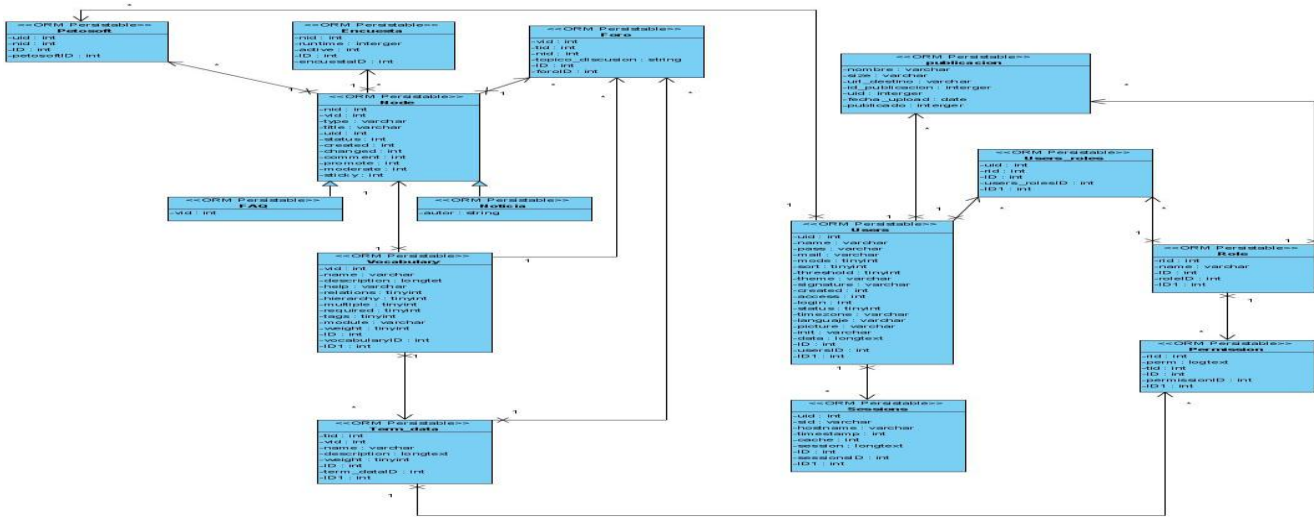 <<ORM Persistable>>
Petosoft
-uid : int
-nid : int
-ID : int
-petosoftID : int
<<ORM Persistable>>
Encuesta
-nid : int
-runtime : interger
-active : int
-ID : int
-encuestaID : int
<<ORM Persistable>>
Foro
-vid : int
-tid : int
-nid : int
-topico_discusion : string
-ID : int
-foroID : int
<<ORM Persistable>>
Node
-nid : int
-vid : int
-type : varchar
-title : varchar
-uid : int
-status : int
-created : int
-changed : int
-comment : int
-promote : int
-moderate : int
-sticky : int
<<ORM Persistable>>
FAQ
-vid : int
<<ORM Persistable>>
Noticia
-autor : string
<<ORM Persistable>>
Vocabulary
-vid : int
-name : varchar
-description : longtet
-help : varchar
-relations : tinyint
-hierarchy : tinyint
-multiple : tinyint
-required : tinyint
-tags : tinyint
-module : varchar
-weight : tinyint
-ID : int
-vocabularyID : int
-ID1 : int
<<ORM Persistable>>
Term_data
-tid : int
-vid : int
-name : varchar
-description : longtext
-weight : tinyint
-ID : int
-term_dataID : int
-ID1 : int
<<ORM Persistable>>
publicacion
-nombre : varchar
-size : varchar
-url_destino : varchar
-id_publicacion : interger
-uid : interger
-fecha_upload : date
-publicado : interger
<<ORM Persistable>>
Users_roles
-uid : int
-rid : int
-ID : int
-users_rolesID : int
-ID1 : int
<<ORM Persistable>>
Users
-uid : int
-name : varchar
-pass : varchar
-mail : varchar
-mode : tinyint
-sort : tinyint
-threshold : tinyint
-theme : varchar
-signature : varchar
-created : int
-access : int
-login : int
-status : tinyint
-timezone : varchar
-languaje : varchar
-picture : varchar
-init : varchar
-data : longtext
-ID : int
-usersID : int
-ID1 : int
<<ORM Persistable>>
Role
-rid : int
-name : varchar
-ID : int
-roleID : int
-ID1 : int
<<ORM Persistable>>
Permission
-rid : int
-perm : logtext
-tid : int
-ID : int
-permissionID : int
-ID1 : int
<<ORM Persistable>>
Sessions
-uid : int
-sid : varchar
-hostname : varchar
-timestamp : int
-cache : int
-session : longtext
-ID : int
-sessionsID : int
-ID1 : int